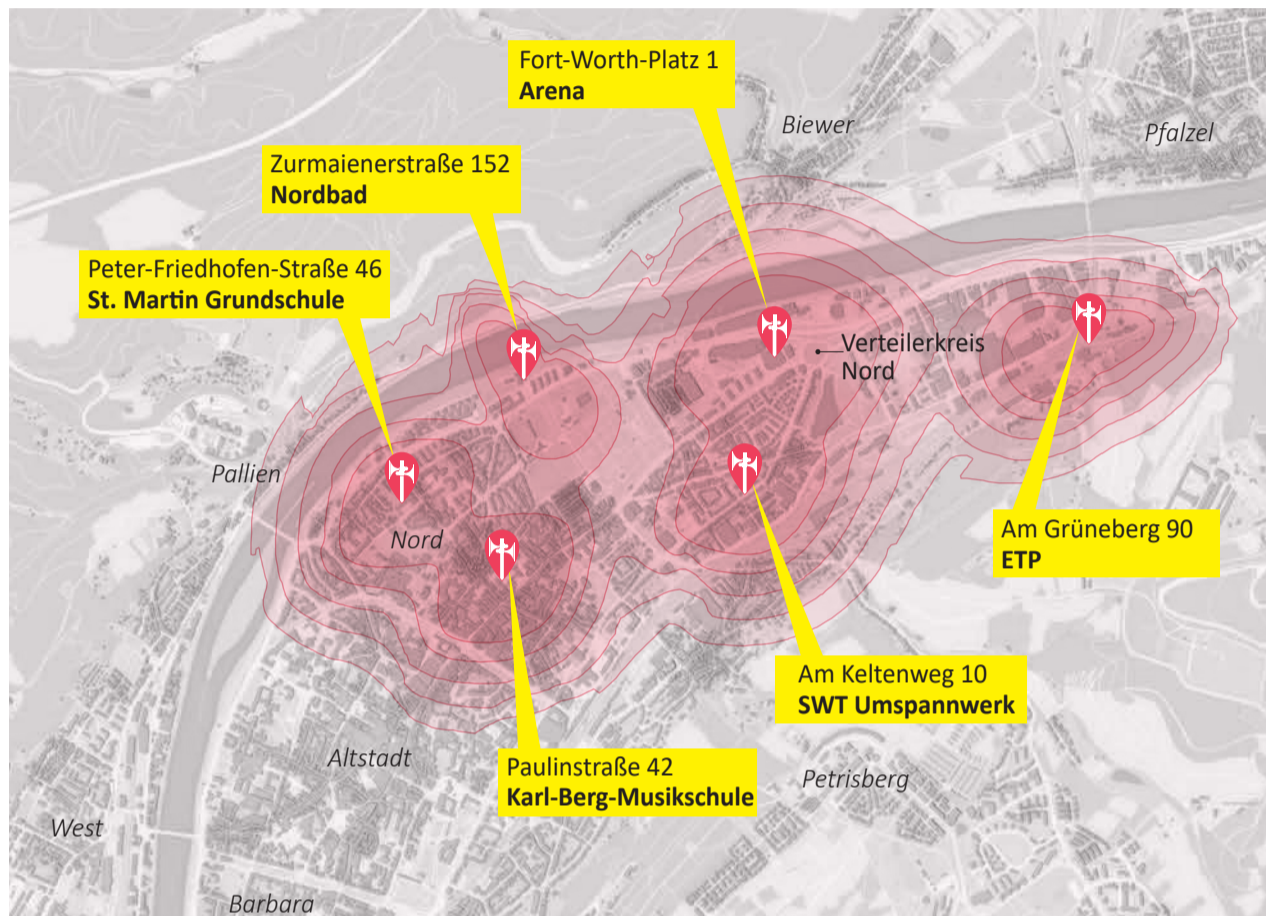 Fort-Worth-Platz 1
Arena
Biewer
Pfalzel
Zurmaienerstraße 152
Nordbad
Peter-Friedhofen-Straße 46
St. Martin Grundschule
Verteilerkreis
Nord
Pallien
Nord
Am Grüneberg 90
ETP
Am Keltenweg 10
SWT Umspannwerk
Altstadt
Paulinstraße 42
Karl-Berg-Musikschule
Petrisberg
West
Barbara